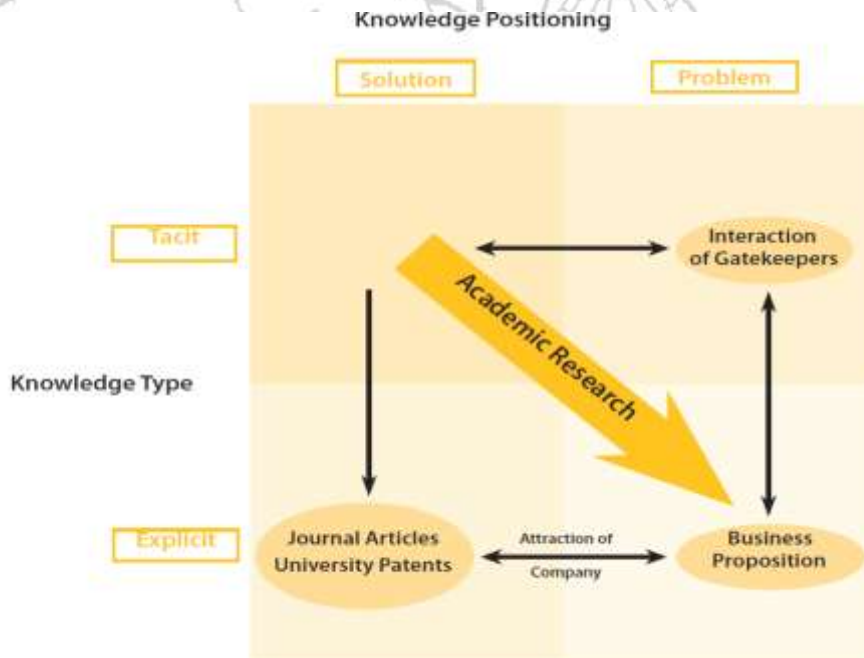 Knowledge Positioning
Solution
Problem
Tacit
Interaction
of Gatekeepers
Academic Research
Knowledge Type
Explicit
Journal Articles
University Patents
Attraction of
Company
Business
Proposition